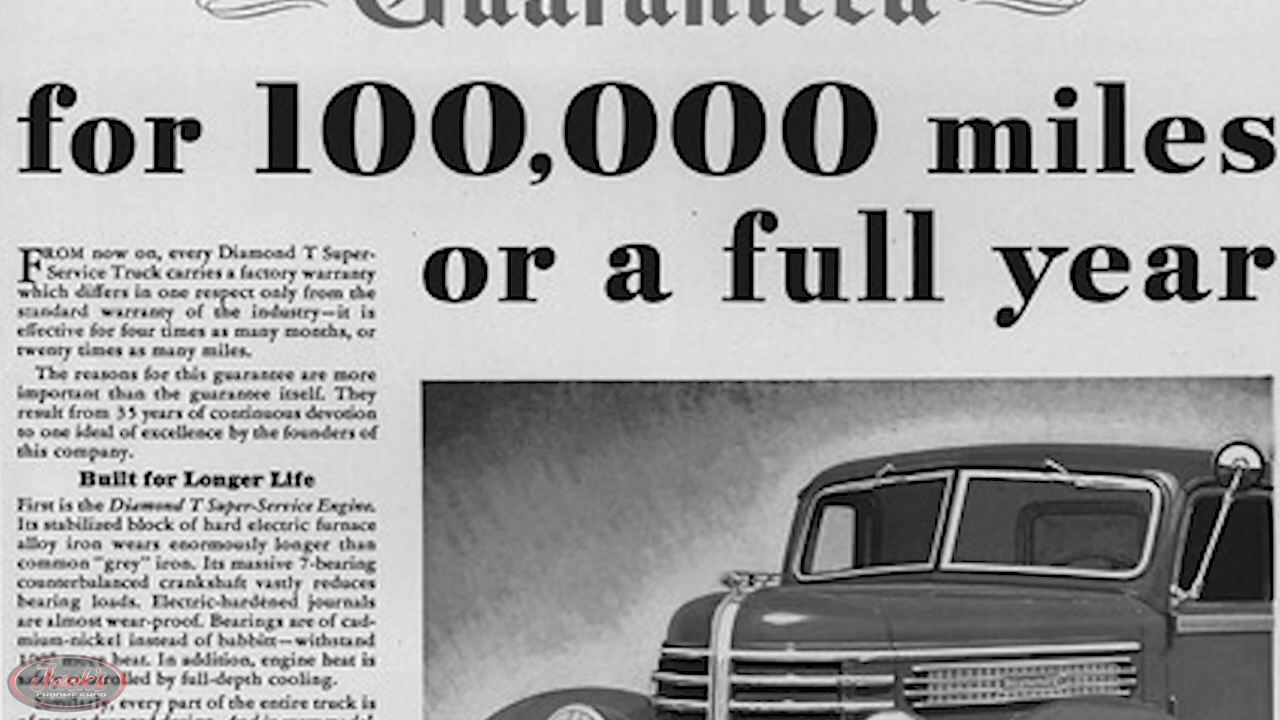 Guaranteed
for 100,000 miles
or a full year
FROM now on, every Diamond T Super-
Service Truck carries a factory warranty
which differs in one respect only from the
standard warranty of the industry—it is
effective for four times as many months, or
twenty times as many miles.
The reasons for this guarantee are more
important than the guarantee itself. They
result from 35 years of continuous devotion
to one ideal of excellence by the founders of
this company.
Built for Longer Life
First is the Diamond T Super-Service Engine.
Its stabilized block of hard electric furnace
alloy iron wears enormously longer than
common "grey" iron. Its massive 7-bearing
counterbalanced crankshaft vastly reduces
bearing loads. Electric-hardened journals
are almost wear-proof. Bearings are of cad-
mium-nickel instead of babbitt—withstand
heat. In addition, engine heat is
by full-depth cooling.
every part of the entire truck is
Jack's
CHROME SHOP